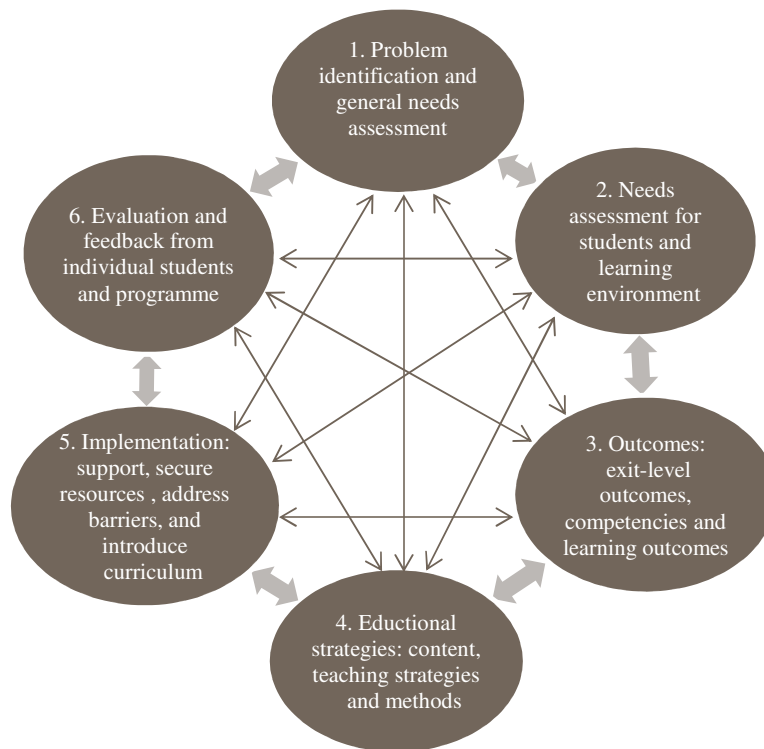 1. Problem
identification and
general needs
assessment
2. Needs
assessment for
students and
learning
environment
3. Outcomes:
exit-level
outcomes,
competencies and
learning outcomes
4. Eductional
strategies: content,
teaching strategies
and methods
5. Implementation:
support, secure
resources , address
barriers, and
introduce
curriculum
6. Evaluation and
feedback from
individual students
and programme